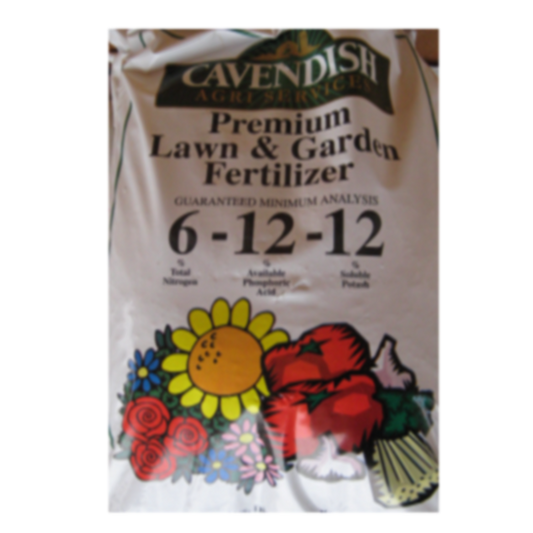 CAVENDISH
AGRI SERVICES
Premium
Lawn & Garden
Fertilizer
GUARANTEED MINIMUM ANALYSIS
6-12-12
% % %
Total Available Soluble
Nitrogen Phosphoric Potash
Acid